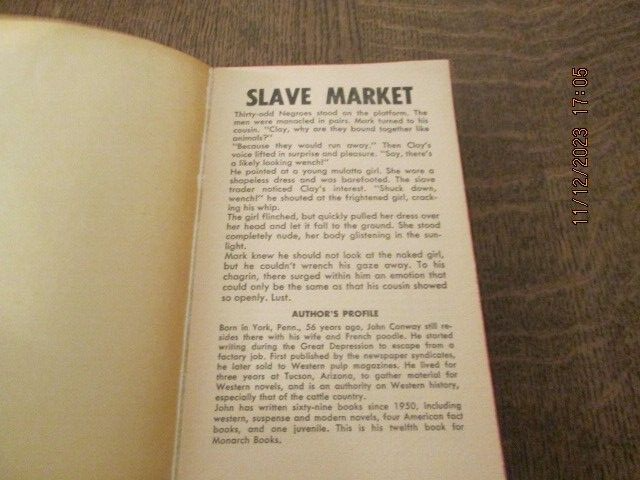 SLAVE MARKET
Thirty-odd Negroes stood on the platform. The
men were manacled in pairs. Mark turned to his
cousin. "Clay, why are they bound together like
animals?"
"Because they would run away." Then Clay's
voice lifted in surprise and pleasure. "Say, there's
a likely looking wench!"
He pointed at a young mulatto girl. She wore a
shapeless dress and was barefooted. The slave
trader noticed Clay's interest. "Shuck down,
wench!" he shouted at the frightened girl, crack-
ing his whip.
The girl flinched, but quickly pulled her dress over
her head and let it fall to the ground. She stood
completely nude, her body glistening in the sun-
light.
Mark knew he should not look at the naked girl,
but he couldn't wrench his gaze away. To his
chagrin, there surged within him an emotion that
could only be the same as that his cousin showed
so openly. Lust.
AUTHOR'S PROFILE
Born in York, Penn., 56 years ago, John Conway still re-
sides there with his wife and French poodle. He started
writing during the Great Depression to escape from a
factory job. First published by the newspaper syndicates,
he later sold to Western pulp magazines. He lived for
three years at Tucson, Arizona, to gather material for
Western novels, and is an authority on Western history,
especially that of the cattle country.
John has written sixty-nine books since 1950, including
western, suspense and modern novels, four American fact
books, and one juvenile. This is his twelfth book for
Monarch Books.
11/12/2023 17:05